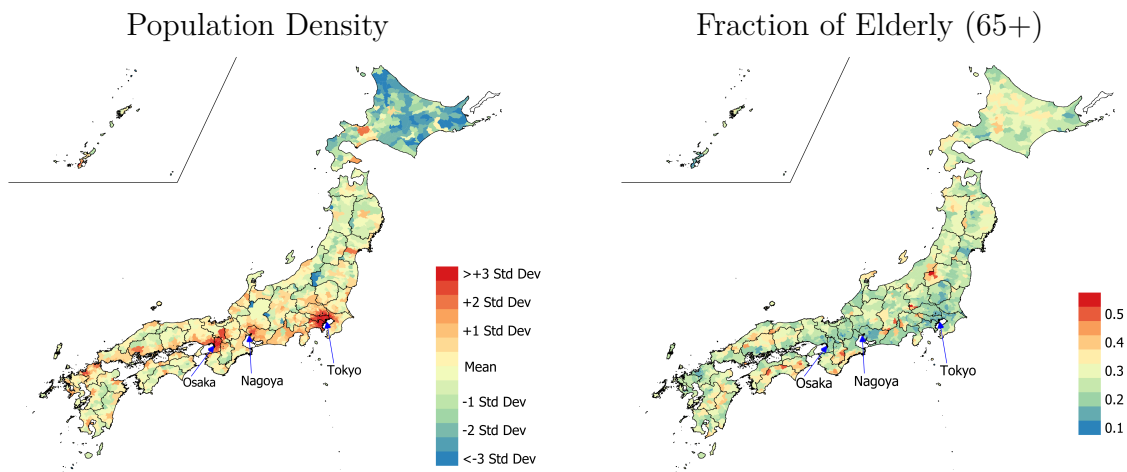 Population Density
>+3 Std Dev
+2 Std Dev
+1 Std Dev
Mean
-1 Std Dev
-2 Std Dev
<-3 Std Dev
Osaka
Nagoya
Tokyo
Fraction of Elderly (65+)
0.5
0.4
0.3
0.2
0.1
Osaka
Nagoya
Tokyo